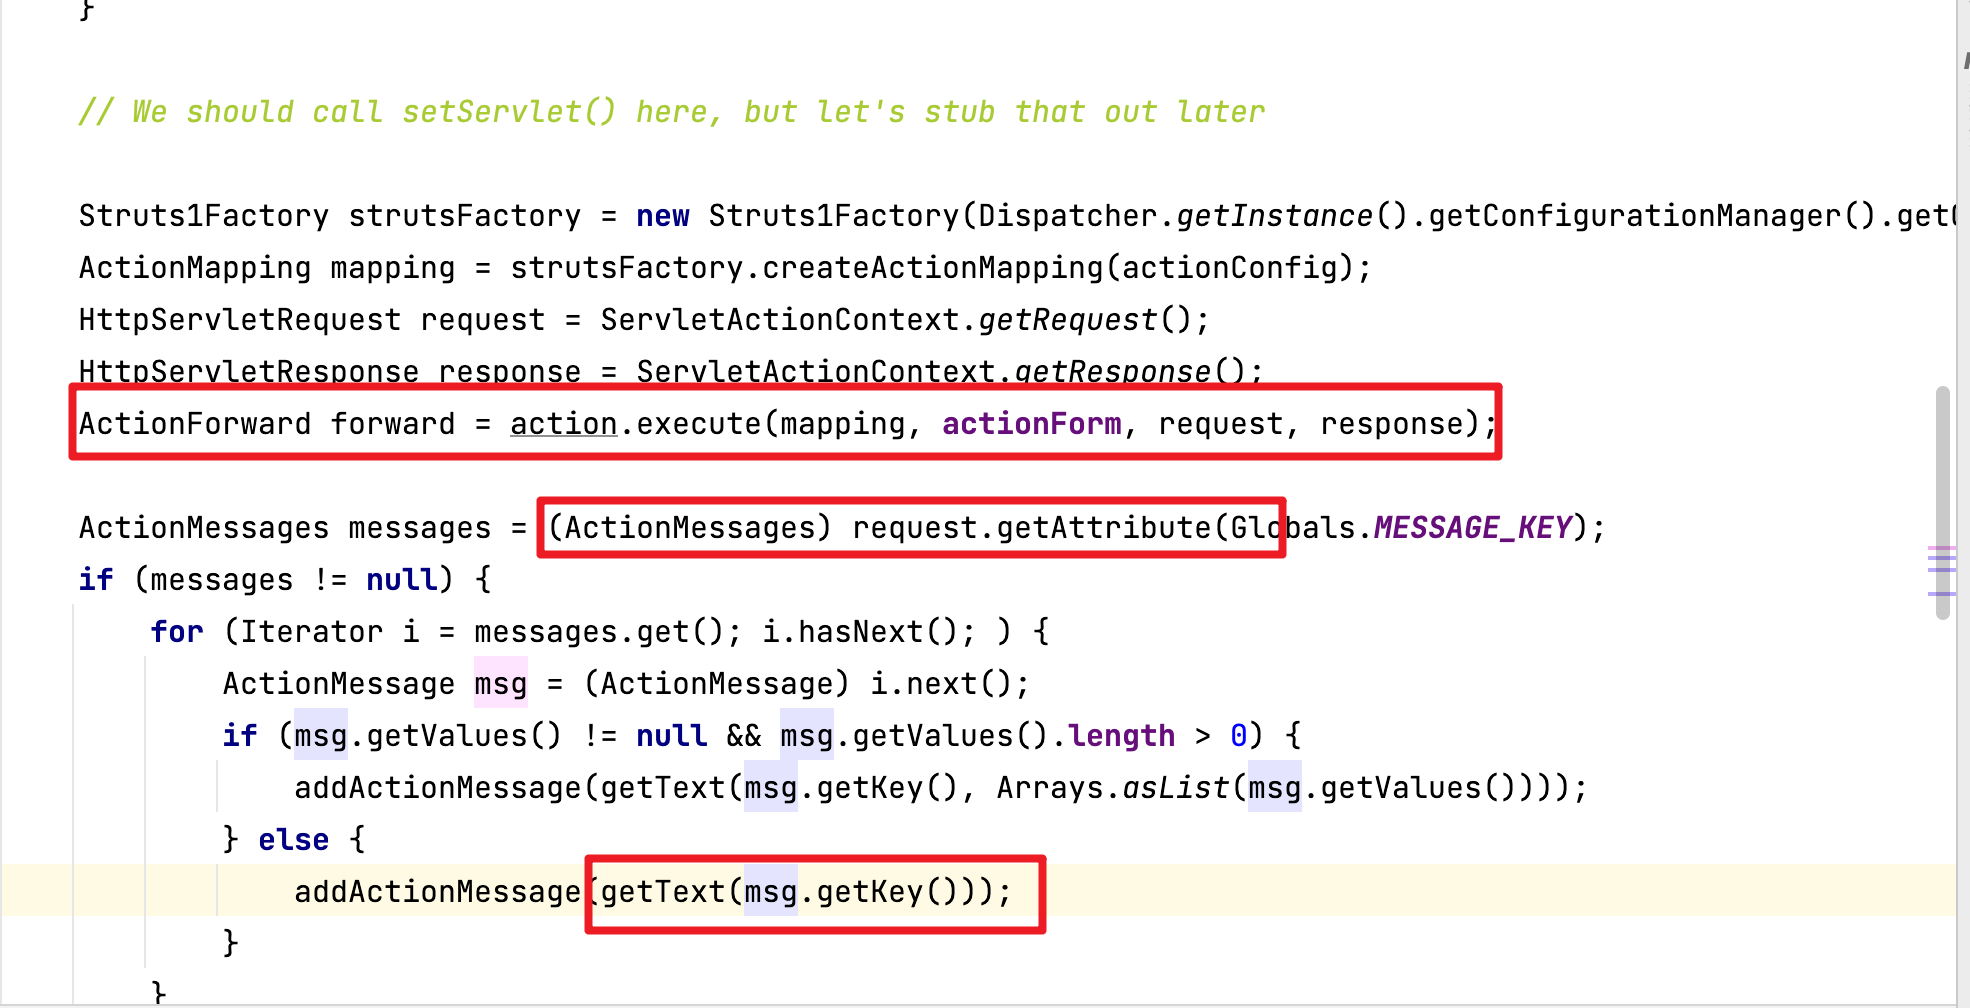 }
// We should call setServlet() here, but let's stub that out later
Struts1Factory strutsFactory = new Struts1Factory(Dispatcher.getInstance().getConfigurationManager().get
ActionMapping mapping = strutsFactory.createActionMapping(actionConfig);
HttpServletRequest request = ServletActionContext.getRequest();
HttpServletResponse response = ServletActionContext.getResponse();
ActionForward forward = action.execute(mapping, actionForm, request, response);
ActionMessages messages = (ActionMessages) request.getAttribute(Globals.MESSAGE_KEY);
if (messages != null) {
for (Iterator i = messages.get(); i.hasNext(); ) {
ActionMessage msg = (ActionMessage) i.next();
if (msg.getValues() != null && msg.getValues().length > 0) {
addActionMessage(getText(msg.getKey(), Arrays.asList(msg.getValues())));
} else {
addActionMessage(getText(msg.getKey()));
}
}